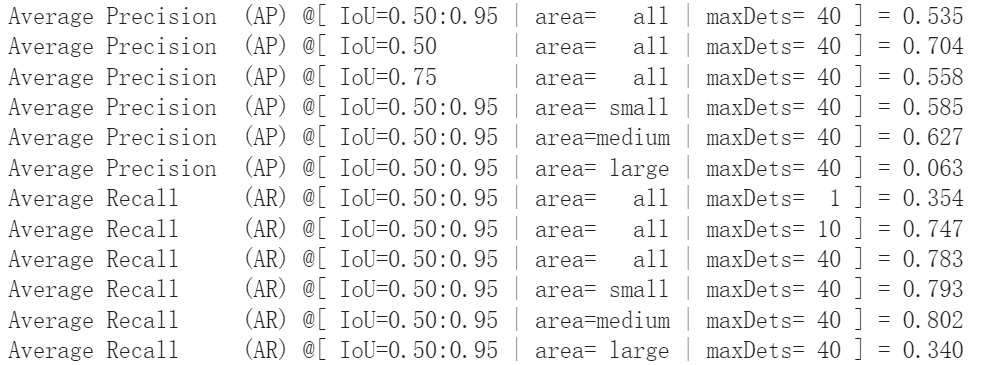 Average Precision (AP) @[ IoU=0.50:0.95 | area= all | maxDets= 40 ] = 0.535
Average Precision (AP) @[ IoU=0.50 | area= all | maxDets= 40 ] = 0.704
Average Precision (AP) @[ IoU=0.75 | area= all | maxDets= 40 ] = 0.558
Average Precision (AP) @[ IoU=0.50:0.95 | area= small | maxDets= 40 ] = 0.585
Average Precision (AP) @[ IoU=0.50:0.95 | area=medium | maxDets= 40 ] = 0.627
Average Precision (AP) @[ IoU=0.50:0.95 | area= large | maxDets= 40 ] = 0.063
Average Recall (AR) @[ IoU=0.50:0.95 | area= all | maxDets= 1 ] = 0.354
Average Recall (AR) @[ IoU=0.50:0.95 | area= all | maxDets= 10 ] = 0.747
Average Recall (AR) @[ IoU=0.50:0.95 | area= all | maxDets= 40 ] = 0.783
Average Recall (AR) @[ IoU=0.50:0.95 | area= small | maxDets= 40 ] = 0.793
Average Recall (AR) @[ IoU=0.50:0.95 | area=medium | maxDets= 40 ] = 0.802
Average Recall (AR) @[ IoU=0.50:0.95 | area= large | maxDets= 40 ] = 0.340